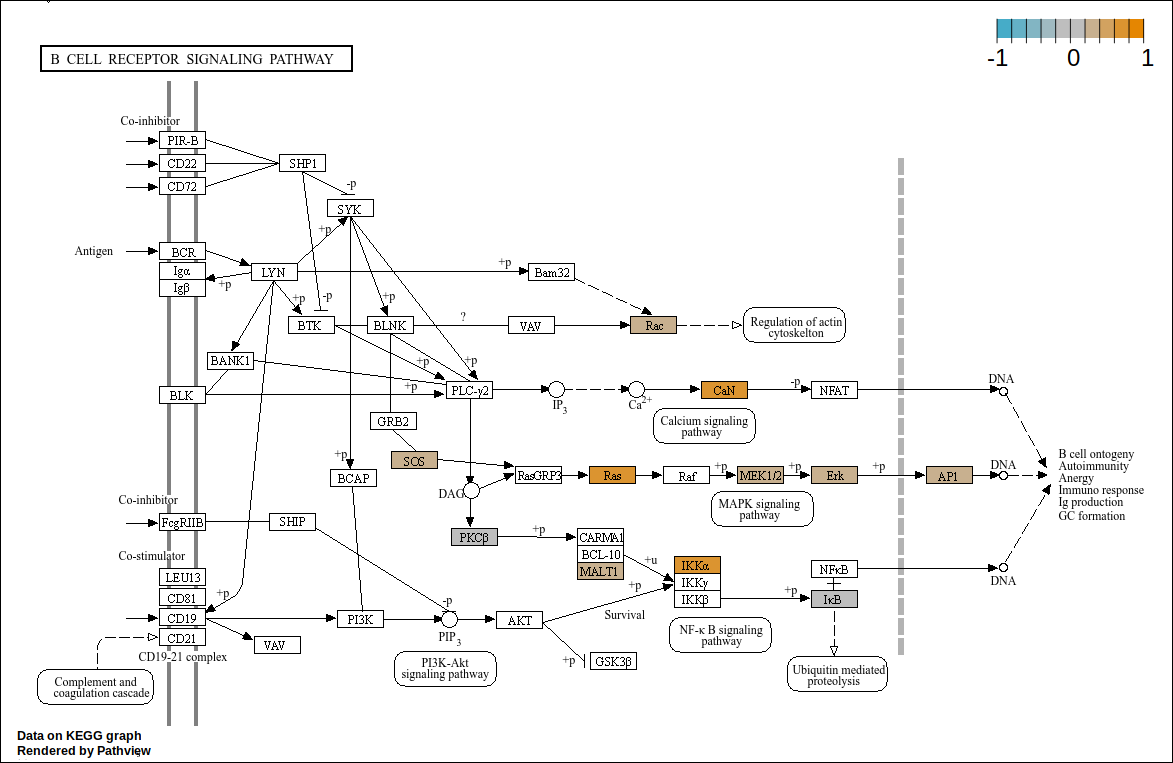 -1 0 1
B CELL RECEPTOR SIGNALING PATHWAY
Co-inhibitor
PIR-B
CD22
SHP1
CD72
-p
SYK
+p
Antigen
BCR
Igα
LYN
+p
Bam32
Igβ
+p
+p
-p
+p
?
BTK
BLNK
VAV
Rac
Regulation of actin
cytoskelton
BANK1
+p
+p
BLK
+p
PLC-γ2
IP3
Ca2+
CaN
-p
NFAT
DNA
GRB2
Calcium signaling
pathway
SOS
+p
BCAP
RasGRP3
Ras
Raf
+p
MEK1/2
+p
Erk
+p
AP1
DNA
B cell ontogeny
Autoimmunity
Anergy
Immuno response
Ig production
GC formation
DAG
MAPK signaling
pathway
Co-inhibitor
FcgRIIB
SHIP
PKCβ
+p
CARMA1
BCL-10
MALT1
+u
Co-stimulator
LEU13
CD81
+p
CD19
CD21
CD19-21 complex
VAV
PI3K
-p
PIP3
AKT
+p
Survival
IKKα
IKKγ
IKKβ
+p
NFκB
IκB
DNA
+p
GSK3β
NF-κ B signaling
pathway
PI3K-Akt
signaling pathway
Ubiquitin mediated
proteolysis
Complement and
coagulation cascade
Data on KEGG graph
Rendered by Pathview